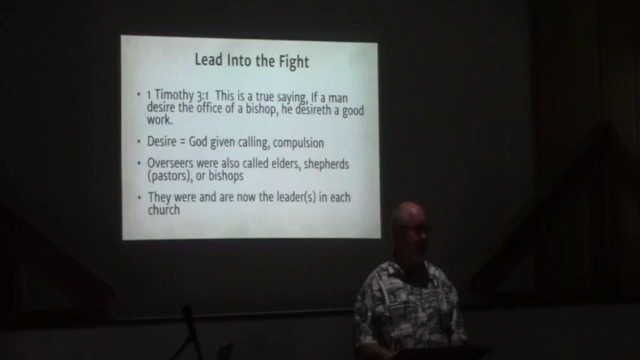 Lead Into the Fight
• 1 Timothy 3:1 This is a true saying, If a man
desire the office of a bishop, he desireth a good
work.
• Desire = God given calling, compulsion
• Overseers were also called elders, shepherds
(pastors), or bishops
• They were and are now the leader(s) in each
church